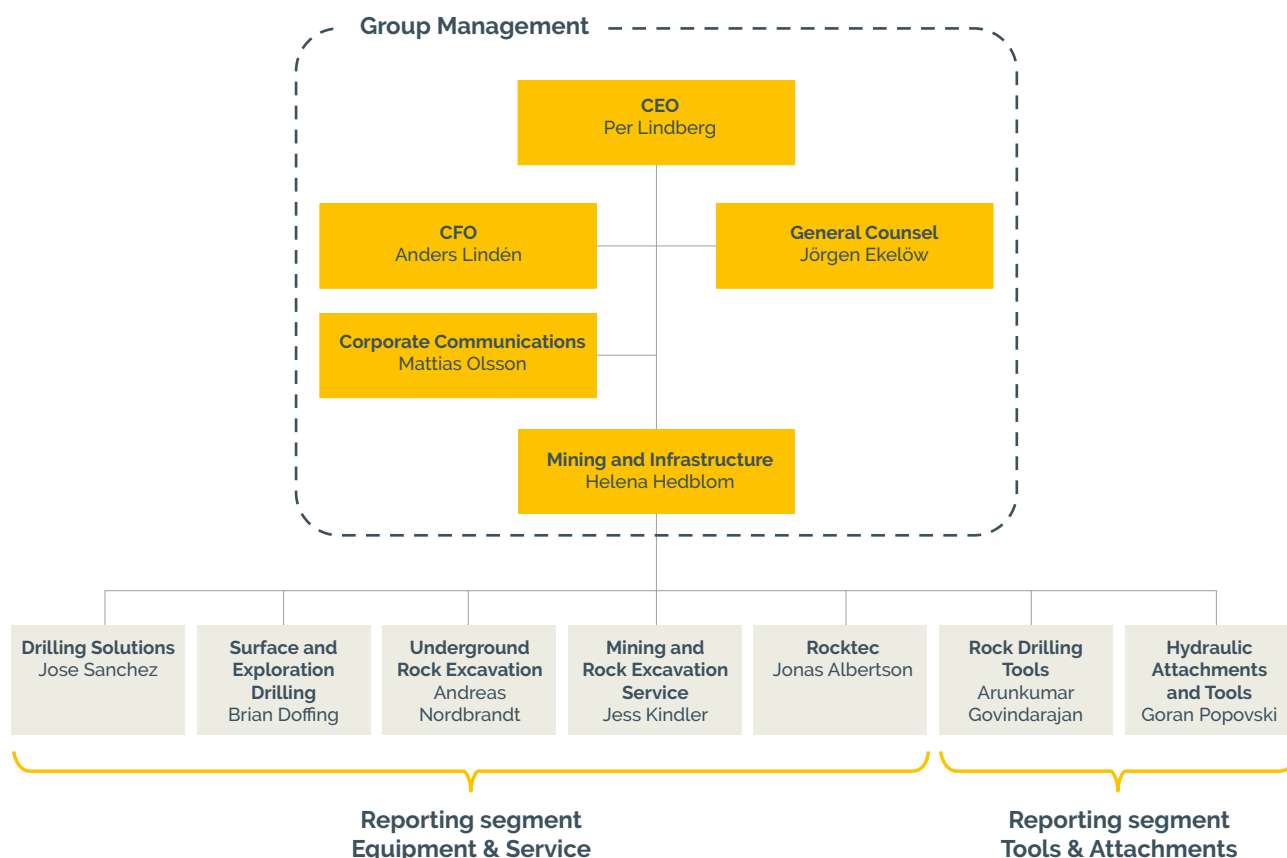 Group Management
CEO
Per Lindberg
CFO
Anders Lindén
General Counsel
Jörgen Ekelöw
Corporate Communications
Mattias Olsson
Mining and Infrastructure
Helena Hedblom
Drilling Solutions
Jose Sanchez
Surface and
Exploration
Drilling
Brian Doffing
Underground
Rock Excavation
Andreas
Nordbrandt
Mining and
Rock Excavation
Service
Jess Kindler
Rocktec
Jonas Albertson
Rock Drilling
Tools
Arunkumar
Govindarajan
Hydraulic
Attachments
and Tools
Goran Popovski
Reporting segment
Equipment & Service
Reporting segment
Tools & Attachments